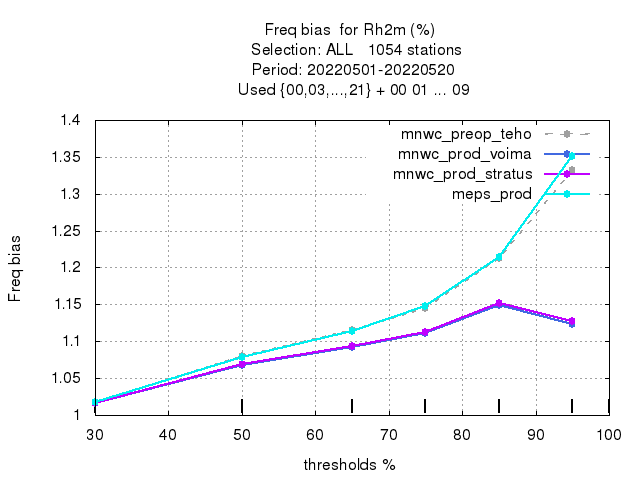 Freq bias  for Rh2m (%)
Selection: ALL   1054 stations
Period: 20220501-20220520
Used {00,03,...,21} + 00 01 ... 09
1.4
1.35
1.3
1.25
1.2
1.15
1.1
1.05
1
Freq bias
mnwc_preop_teho
mnwc_prod_voima
mnwc_prod_stratus
meps_prod
30 40 50 60 70 80 90 100
thresholds %